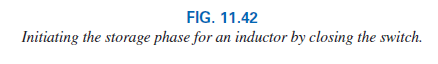 FIG. 11.42
Initiating the storage phase for an inductor by closing the switch.